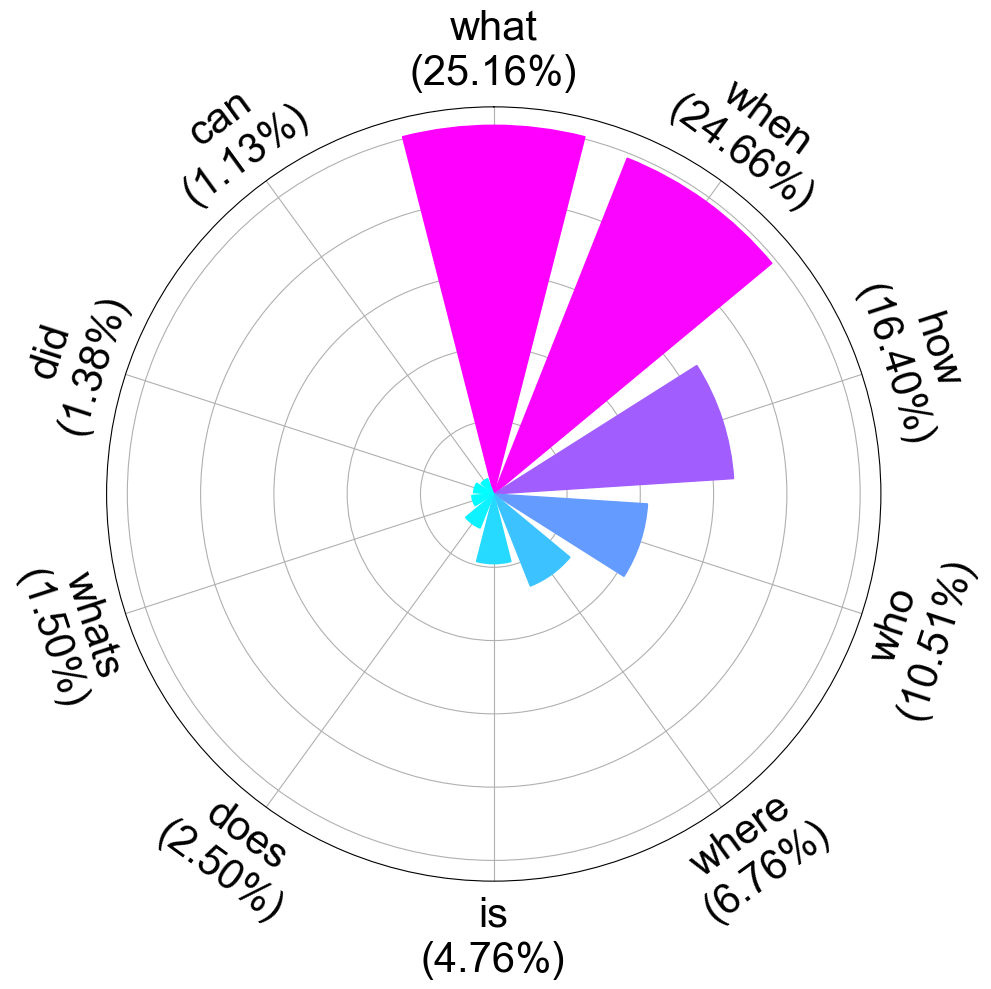 what
(25.16%)
when
(24.66%)
how
(16.40%)
who
(10.51%)
where
(6.76%)
is
(4.76%)
does
(2.50%)
whats
(1.50%)
did
(1.38%)
can
(1.13%)